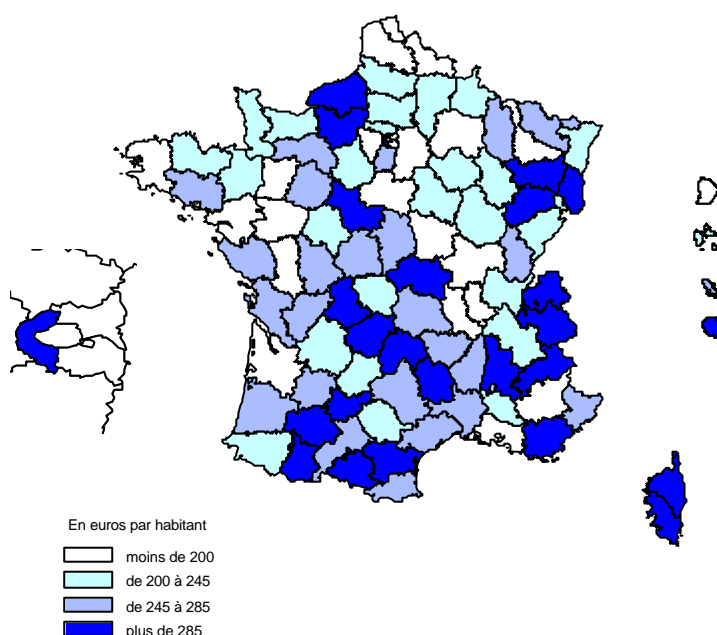 En euros par habitant
moins de 200
de 200 à 245
de 245 à 285
plus de 285